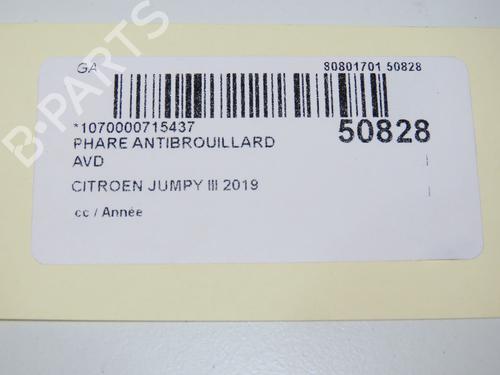 GA 80801701 50828
*1070000715437 50828
PHARE ANTIBROUILLARD
AVD
CITROEN JUMPY III 2019
cc / Année
B-PARTS